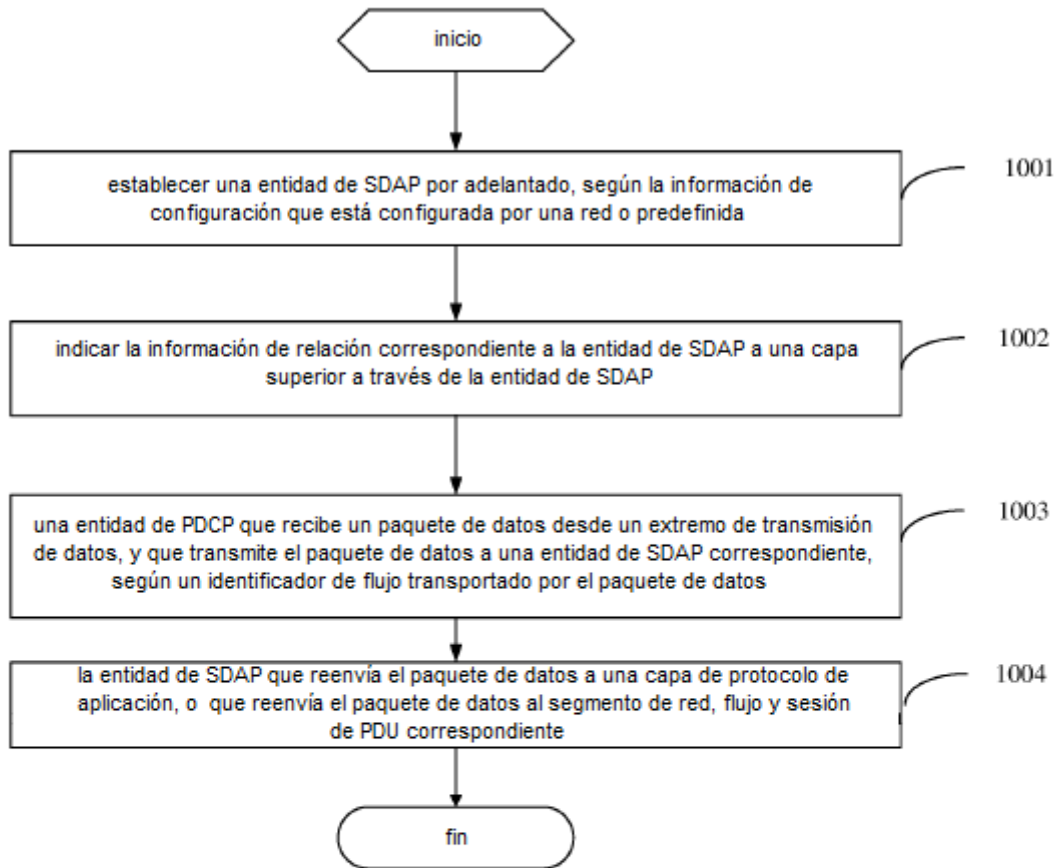 inicio
establecer una entidad de SDAP por adelantado, según la información de
configuración que está configurada por una red o predefinida
1001
indicar la información de relación correspondiente a la entidad de SDAP a una capa
superior a través de la entidad de SDAP
1002
una entidad de PDCP que recibe un paquete de datos desde un extremo de transmisión
de datos, y que transmite el paquete de datos a una entidad de SDAP correspondiente,
según un identificador de flujo transportado por el paquete de datos
1003
la entidad de SDAP que reenvía el paquete de datos a una capa de protocolo de
aplicación, o que reenvía el paquete de datos al segmento de red, flujo y sesión
de PDU correspondiente
1004
fin